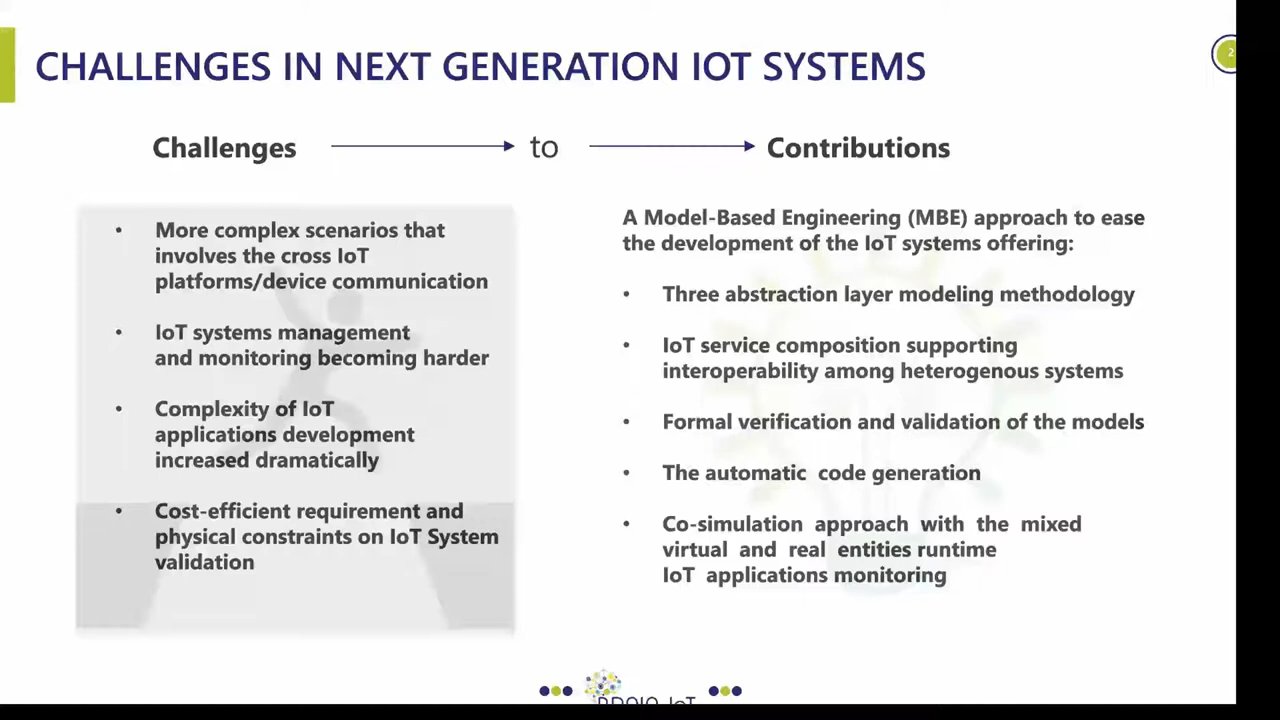 CHALLENGES IN NEXT GENERATION IOT SYSTEMS
2
Challenges to Contributions
• More complex scenarios that
involves the cross IoT
platforms/device communication
• IoT systems management
and monitoring becoming harder
• Complexity of IoT
applications development
increased dramatically
• Cost-efficient requirement and
physical constraints on IoT System
validation
A Model-Based Engineering (MBE) approach to ease
the development of the IoT systems offering:
• Three abstraction layer modeling methodology
• IoT service composition supporting
interoperability among heterogenous systems
• Formal verification and validation of the models
• The automatic code generation
• Co-simulation approach with the mixed
virtual and real entities runtime
IoT applications monitoring